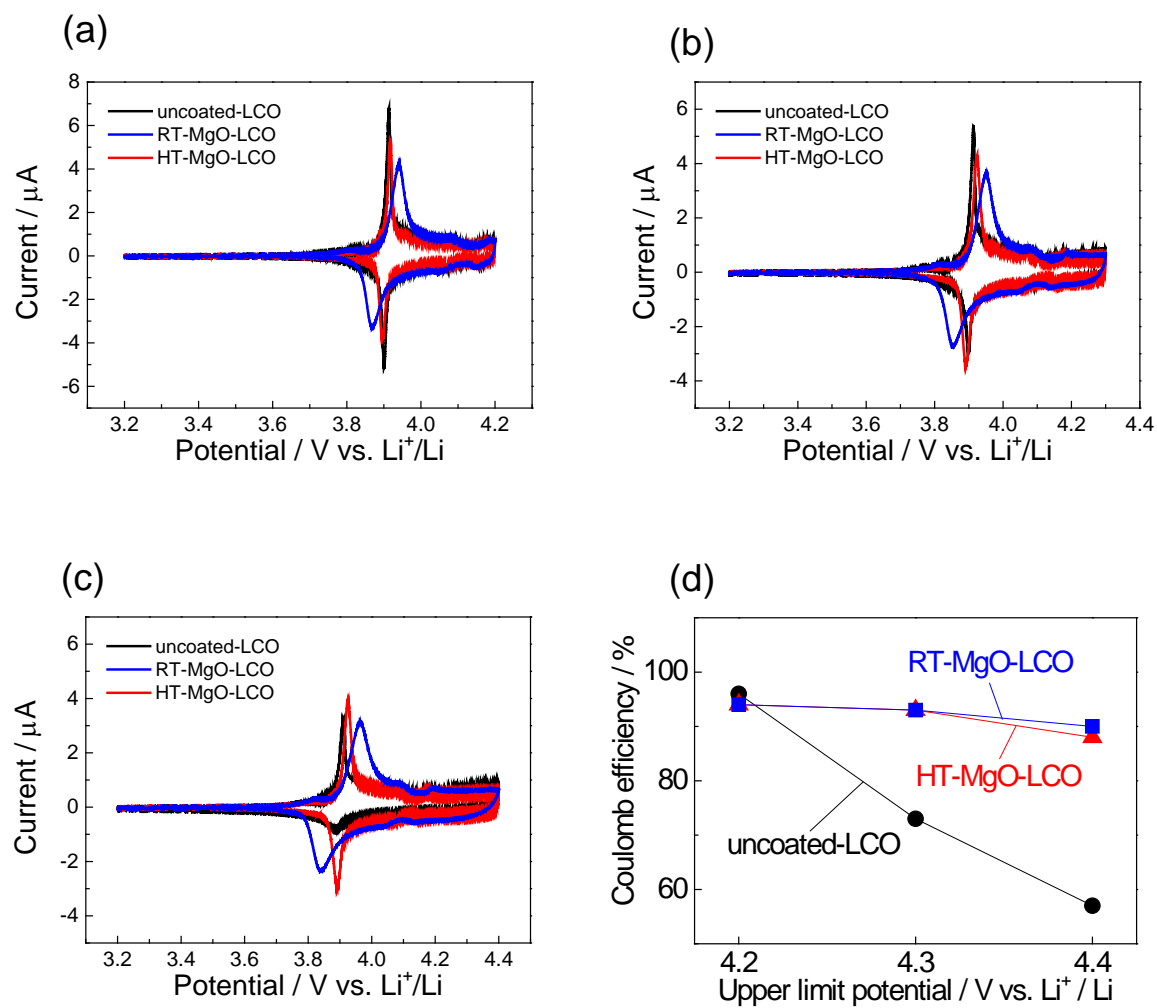 (a)
8
6
4
2
0
-2
-4
-6
uncoated-LCO
RT-MgO-LCO
HT-MgO-LCO
Current / μA
3.2 3.4 3.6 3.8 4.0 4.2
Potential / V vs. Li⁺/Li
(b)
6
4
2
0
-2
-4
uncoated-LCO
RT-MgO-LCO
HT-MgO-LCO
Current / μA
3.2 3.4 3.6 3.8 4.0 4.2 4.4
Potential / V vs. Li⁺/Li
(c)
6
4
2
0
-2
-4
uncoated-LCO
RT-MgO-LCO
HT-MgO-LCO
Current / μA
3.2 3.4 3.6 3.8 4.0 4.2 4.4
Potential / V vs. Li⁺/Li
(d)
100
80
60
Coulomb efficiency / %
RT-MgO-LCO
HT-MgO-LCO
uncoated-LCO
4.2 4.3 4.4
Upper limit potential / V vs. Li⁺ / Li